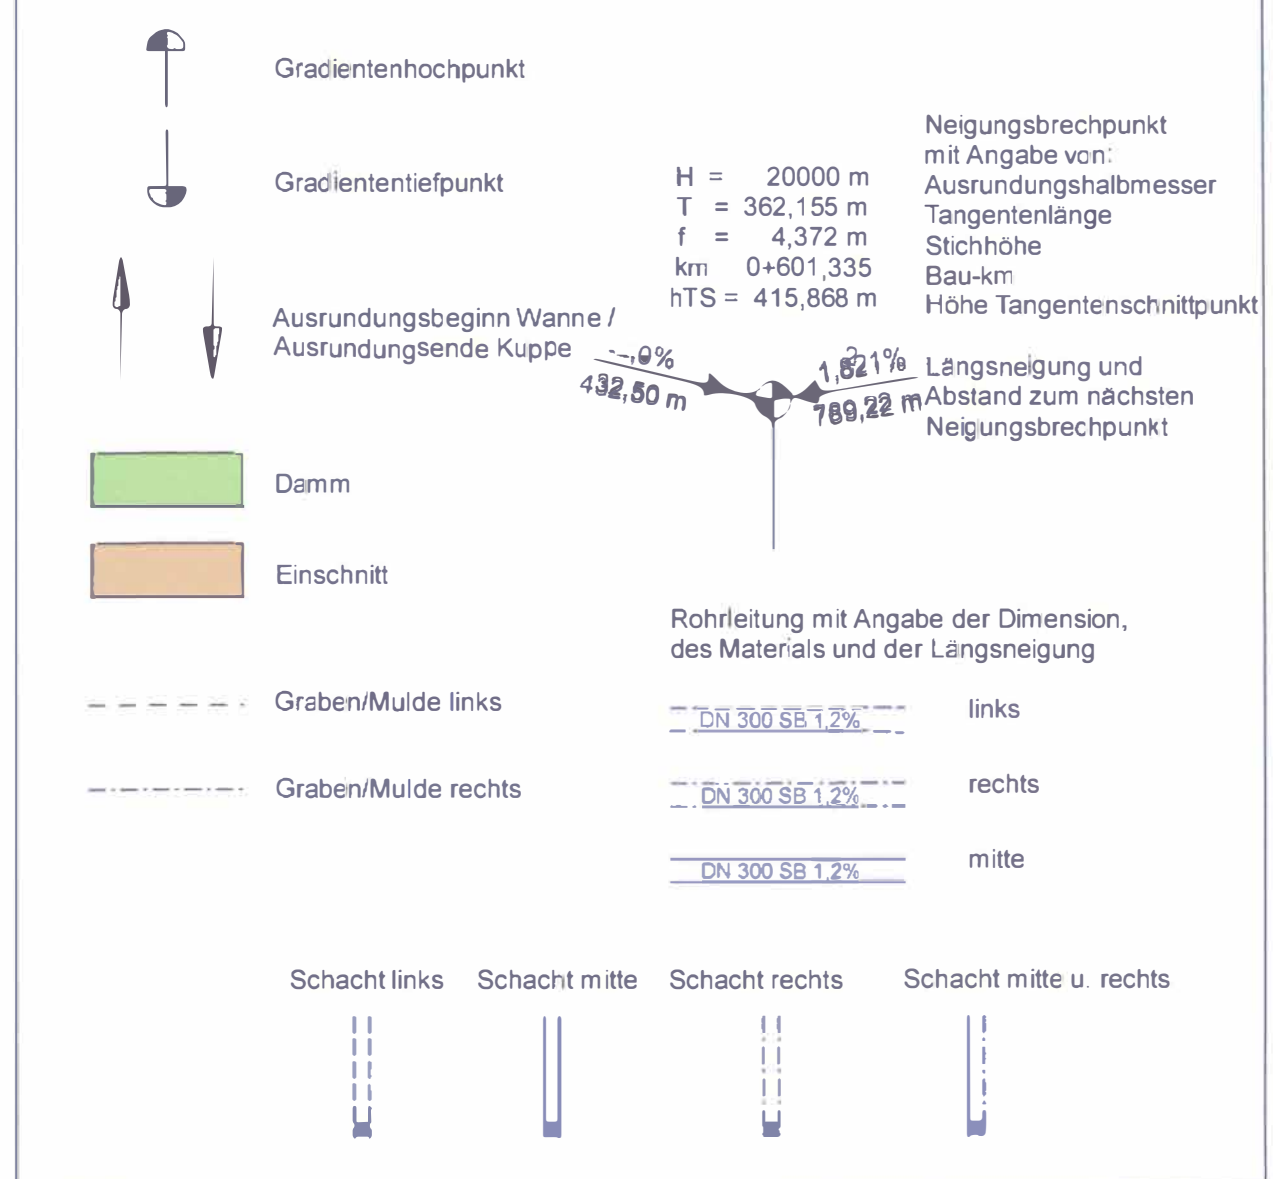 Gradientenhochpunkt
Gradiententiefpunkt
Ausrundungsbeginn Wanne /
Ausrundungsende Kuppe
Damm
Einschnitt
Graben/Mulde links
Graben/Mulde rechts
H = 20000 m
T = 362,155 m
f = 4,372 m
km 0+601,335
hTS = 415,868 m
Neigungsbrechpunkt
mit Angabe von:
Ausrundungshalbmesser
Tangentenlänge
Stichhöhe
Bau-km
Höhe Tangentenschnittpunkt
432,50 m
789,22 m
Längsneigung und
Abstand zum nächsten
Neigungsbrechpunkt
Rohrleitung mit Angabe der Dimension,
des Materials und der Längsneigung
DN 300 SB 1,2%
links
DN 300 SB 1,2%
rechts
DN 300 SB 1,2%
mitte
Schacht links
Schacht mitte
Schacht rechts
Schacht mitte u. rechts